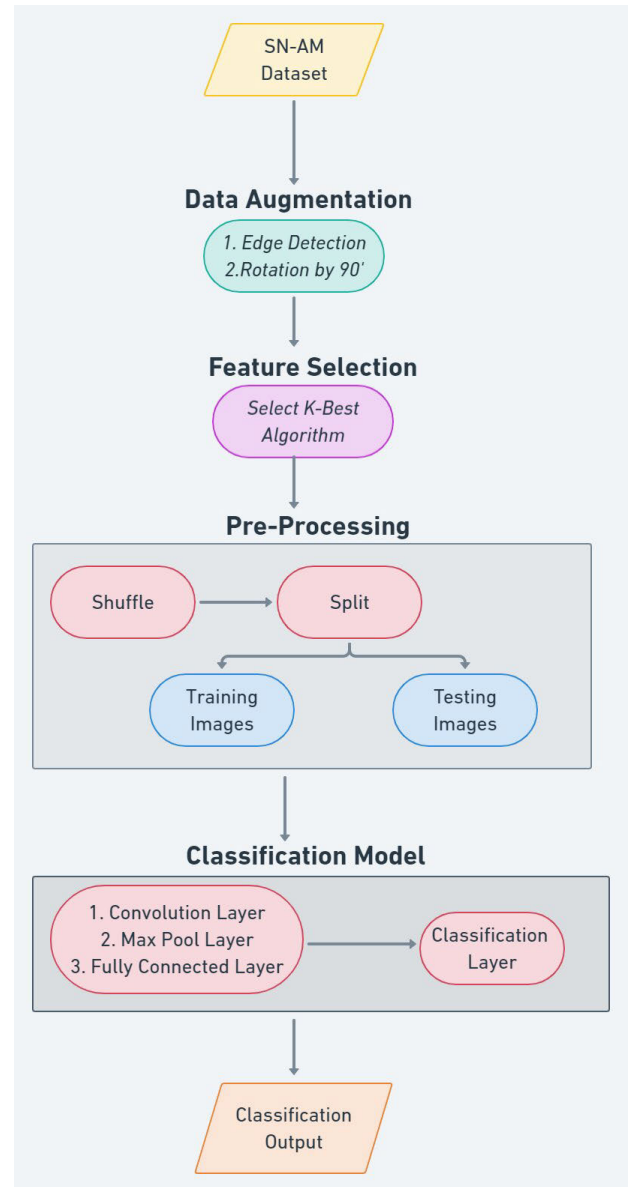 SN-AM
Dataset
Data Augmentation
1. Edge Detection
2.Rotation by 90'
Feature Selection
Select K-Best
Algorithm
Pre-Processing
Shuffle
Split
Training
Images
Testing
Images
Classification Model
1. Convolution Layer
2. Max Pool Layer
3. Fully Connected Layer
Classification
Layer
Classification
Output